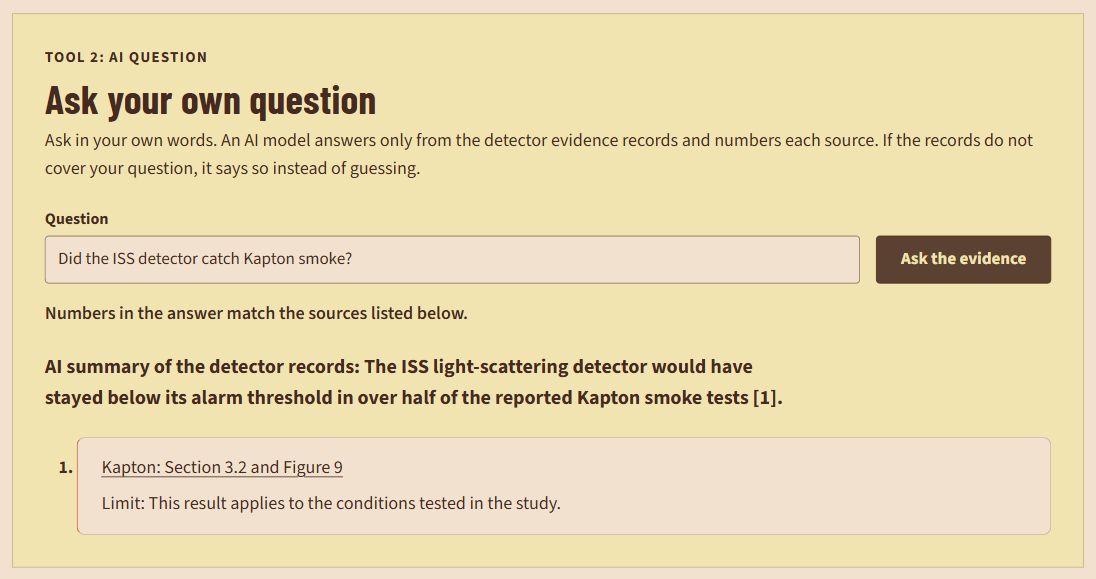 TOOL 2: AI QUESTION
Ask your own question
Ask in your own words. An AI model answers only from the detector evidence records and numbers each source. If the records do not
cover your question, it says so instead of guessing.
Question
Did the ISS detector catch Kapton smoke?
Ask the evidence
Numbers in the answer match the sources listed below.
AI summary of the detector records: The ISS light-scattering detector would have
stayed below its alarm threshold in over half of the reported Kapton smoke tests [1].
1. Kapton: Section 3.2 and Figure 9
Limit: This result applies to the conditions tested in the study.